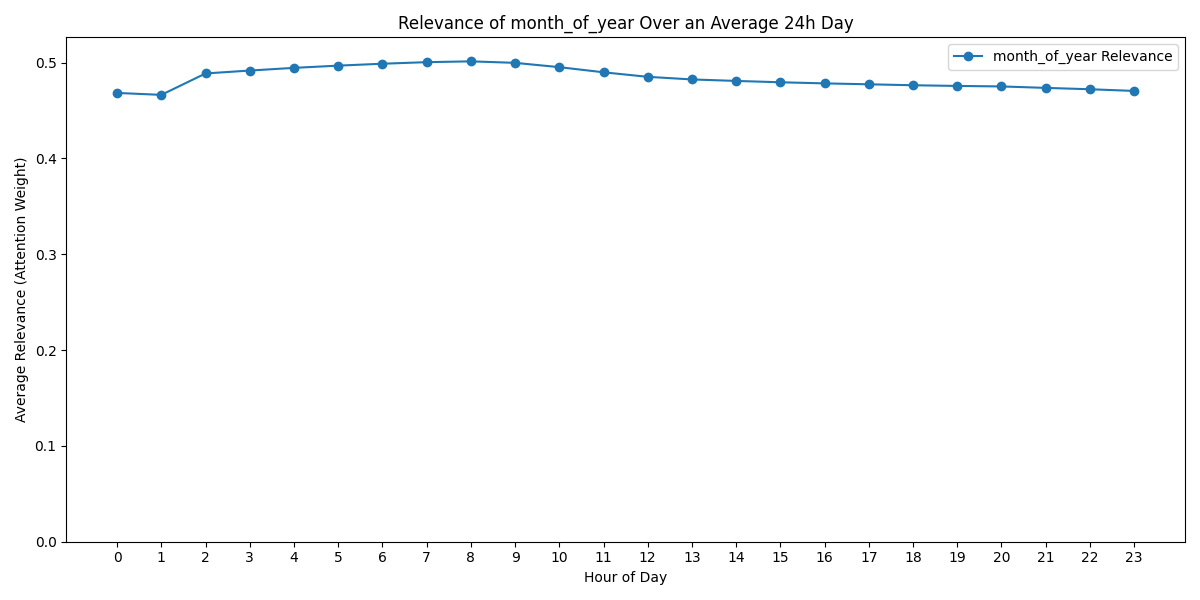 Relevance of month_of_year Over an Average 24h Day
month_of_year Relevance
Average Relevance (Attention Weight)
0.5
0.4
0.3
0.2
0.1
0.0
0 1 2 3 4 5 6 7 8 9 10 11 12 13 14 15 16 17 18 19 20 21 22 23
Hour of Day